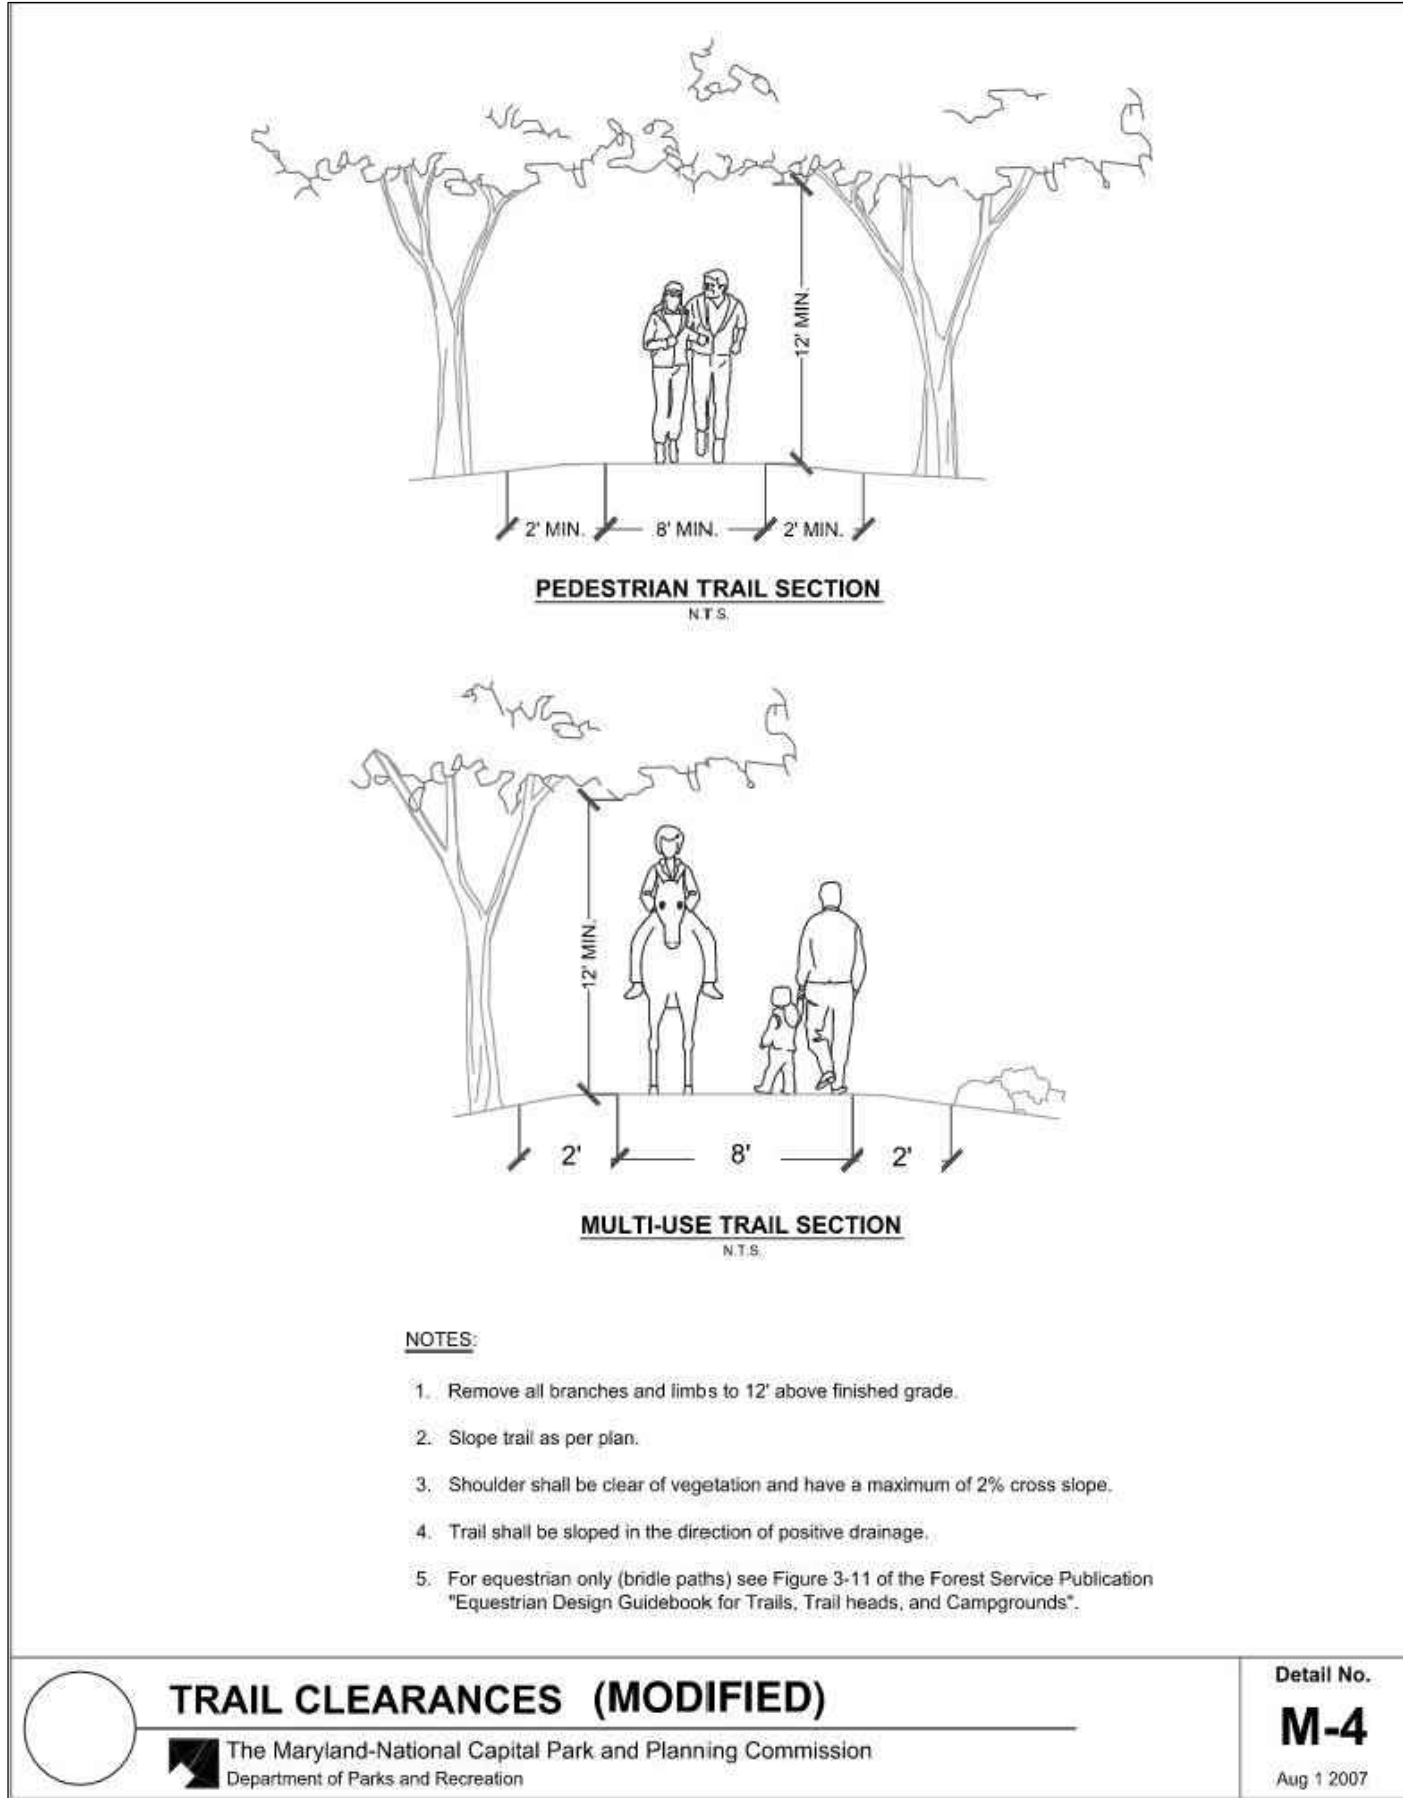 12' MIN.
2' MIN.
8' MIN.
2' MIN.
PEDESTRIAN TRAIL SECTION
N.T.S.
12' MIN.
2'
8'
2'
MULTI-USE TRAIL SECTION
N.T.S.
NOTES:
1. Remove all branches and limbs to 12' above finished grade.
2. Slope trail as per plan.
3. Shoulder shall be clear of vegetation and have a maximum of 2% cross slope.
4. Trail shall be sloped in the direction of positive drainage.
5. For equestrian only (bridle paths) see Figure 3-11 of the Forest Service Publication
"Equestrian Design Guidebook for Trails, Trail heads, and Campgrounds".
TRAIL CLEARANCES (MODIFIED)
The Maryland-National Capital Park and Planning Commission
Department of Parks and Recreation
Detail No.
M-4
Aug 1 2007